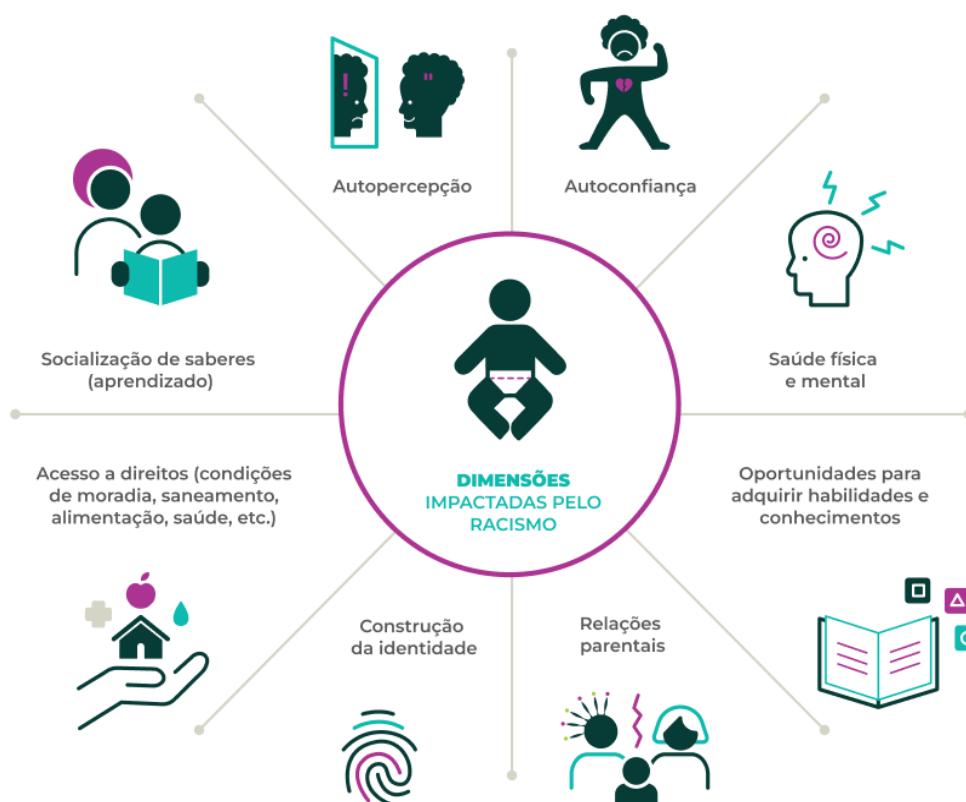 Autopercepção
Autoconfiança
Socialização de saberes
(aprendizado)
Saúde física
e mental
DIMENSÕES
IMPACTADAS PELO
RACISMO
Acesso a direitos (condições
de moradia, saneamento,
alimentação, saúde, etc.)
Oportunidades para
adquirir habilidades e
conhecimentos
Construção
da identidade
Relações
parentais